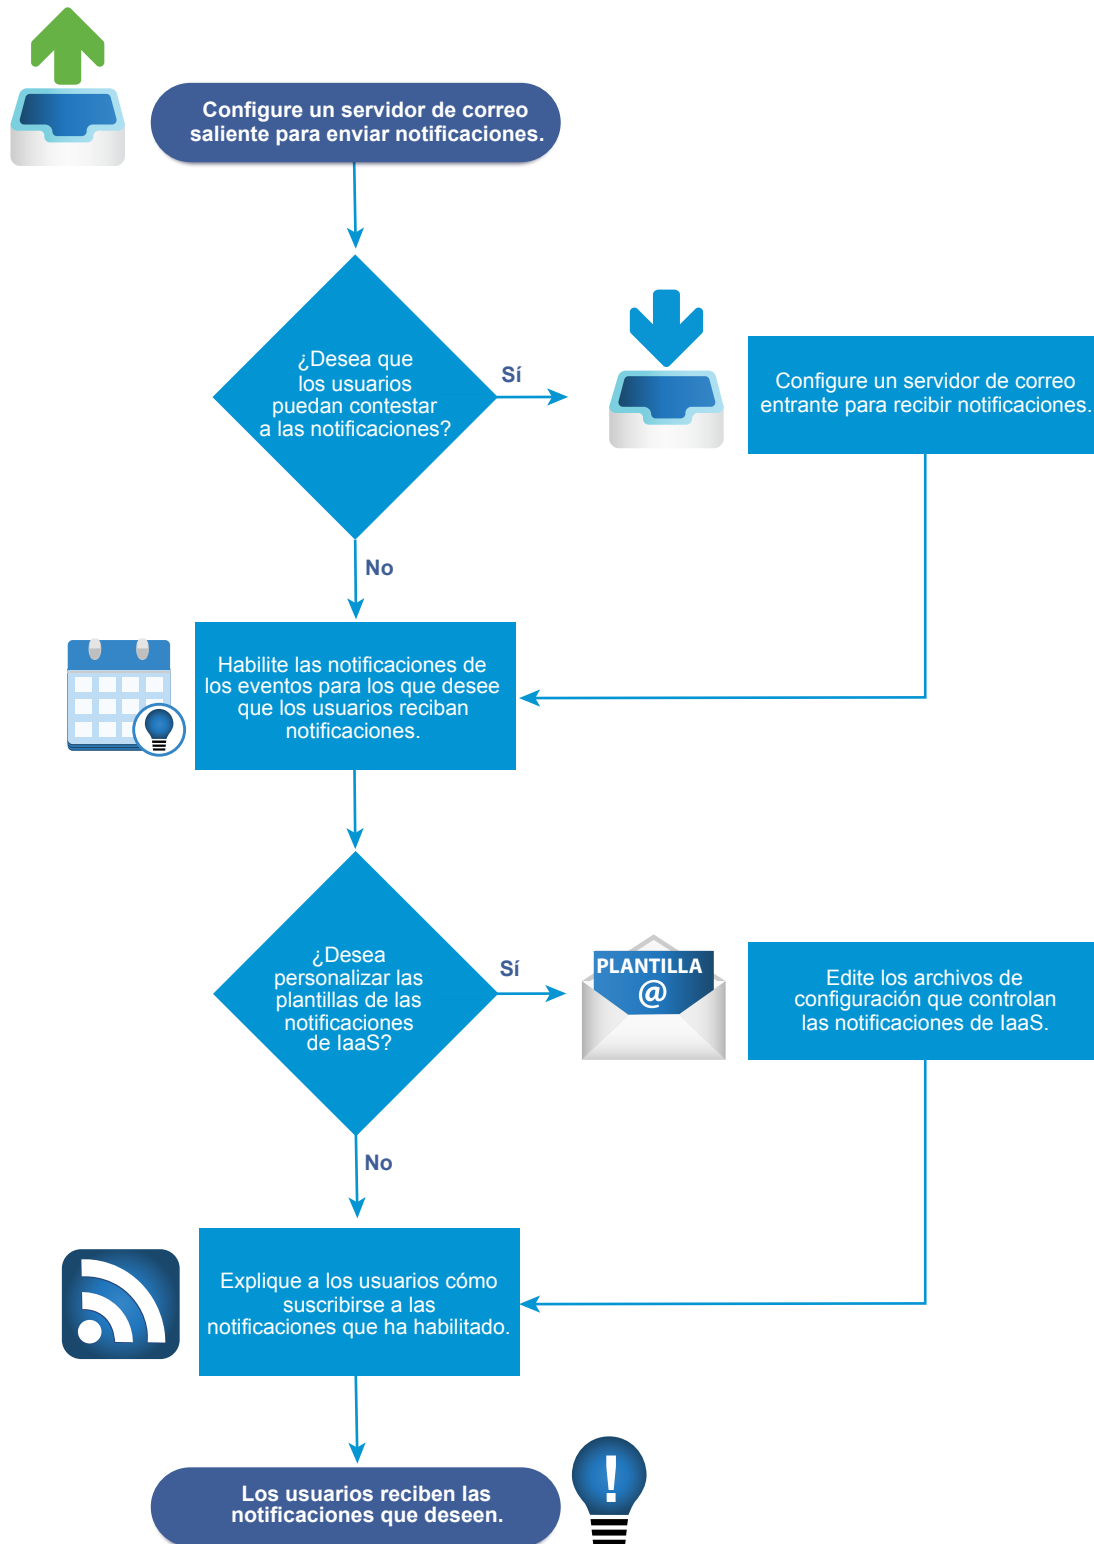 Configure un servidor de correo
saliente para enviar notificaciones.
¿Desea que
los usuarios
puedan contestar
a las notificaciones?
Sí
Configure un servidor de correo
entrante para recibir notificaciones.
No
Habilite las notificaciones de
los eventos para los que desee
que los usuarios reciban
notificaciones.
¿Desea
personalizar las
plantillas de las
notificaciones
de IaaS?
Sí
PLANTILLA
@
Edite los archivos de
configuración que controlan
las notificaciones de IaaS.
No
Explique a los usuarios cómo
suscribirse a las
notificaciones que ha habilitado.
Los usuarios reciben las
notificaciones que deseen.
!